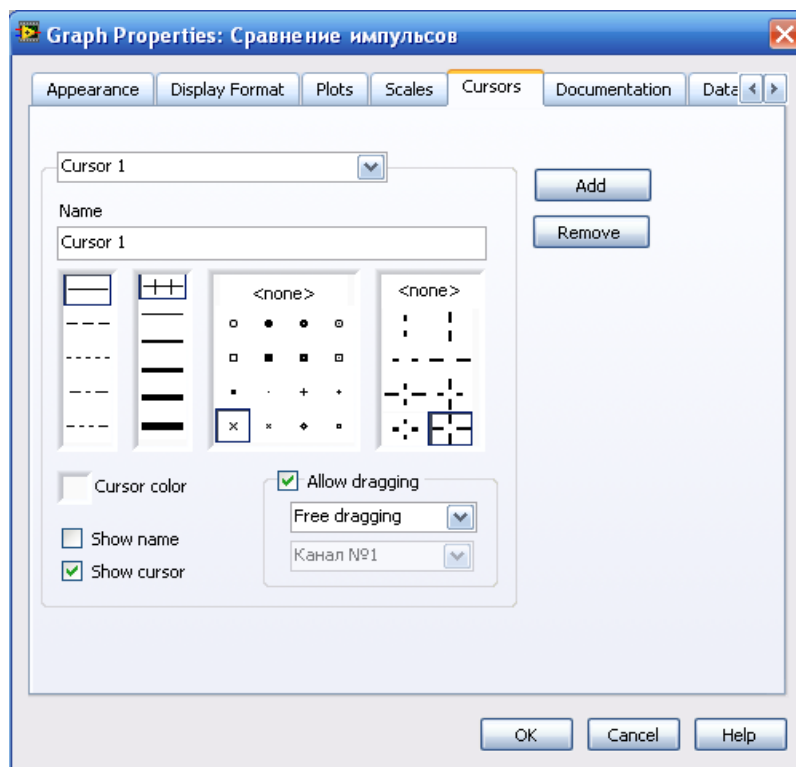 Graph Properties: Сравнение импульсов
Appearance Display Format Plots Scales Cursors Documentation Data
Cursor 1
Add
Name
Remove
Cursor 1
<none> <none>
Cursor color
Allow dragging
Free dragging
Show name
Канал №1
Show cursor
OK Cancel Help